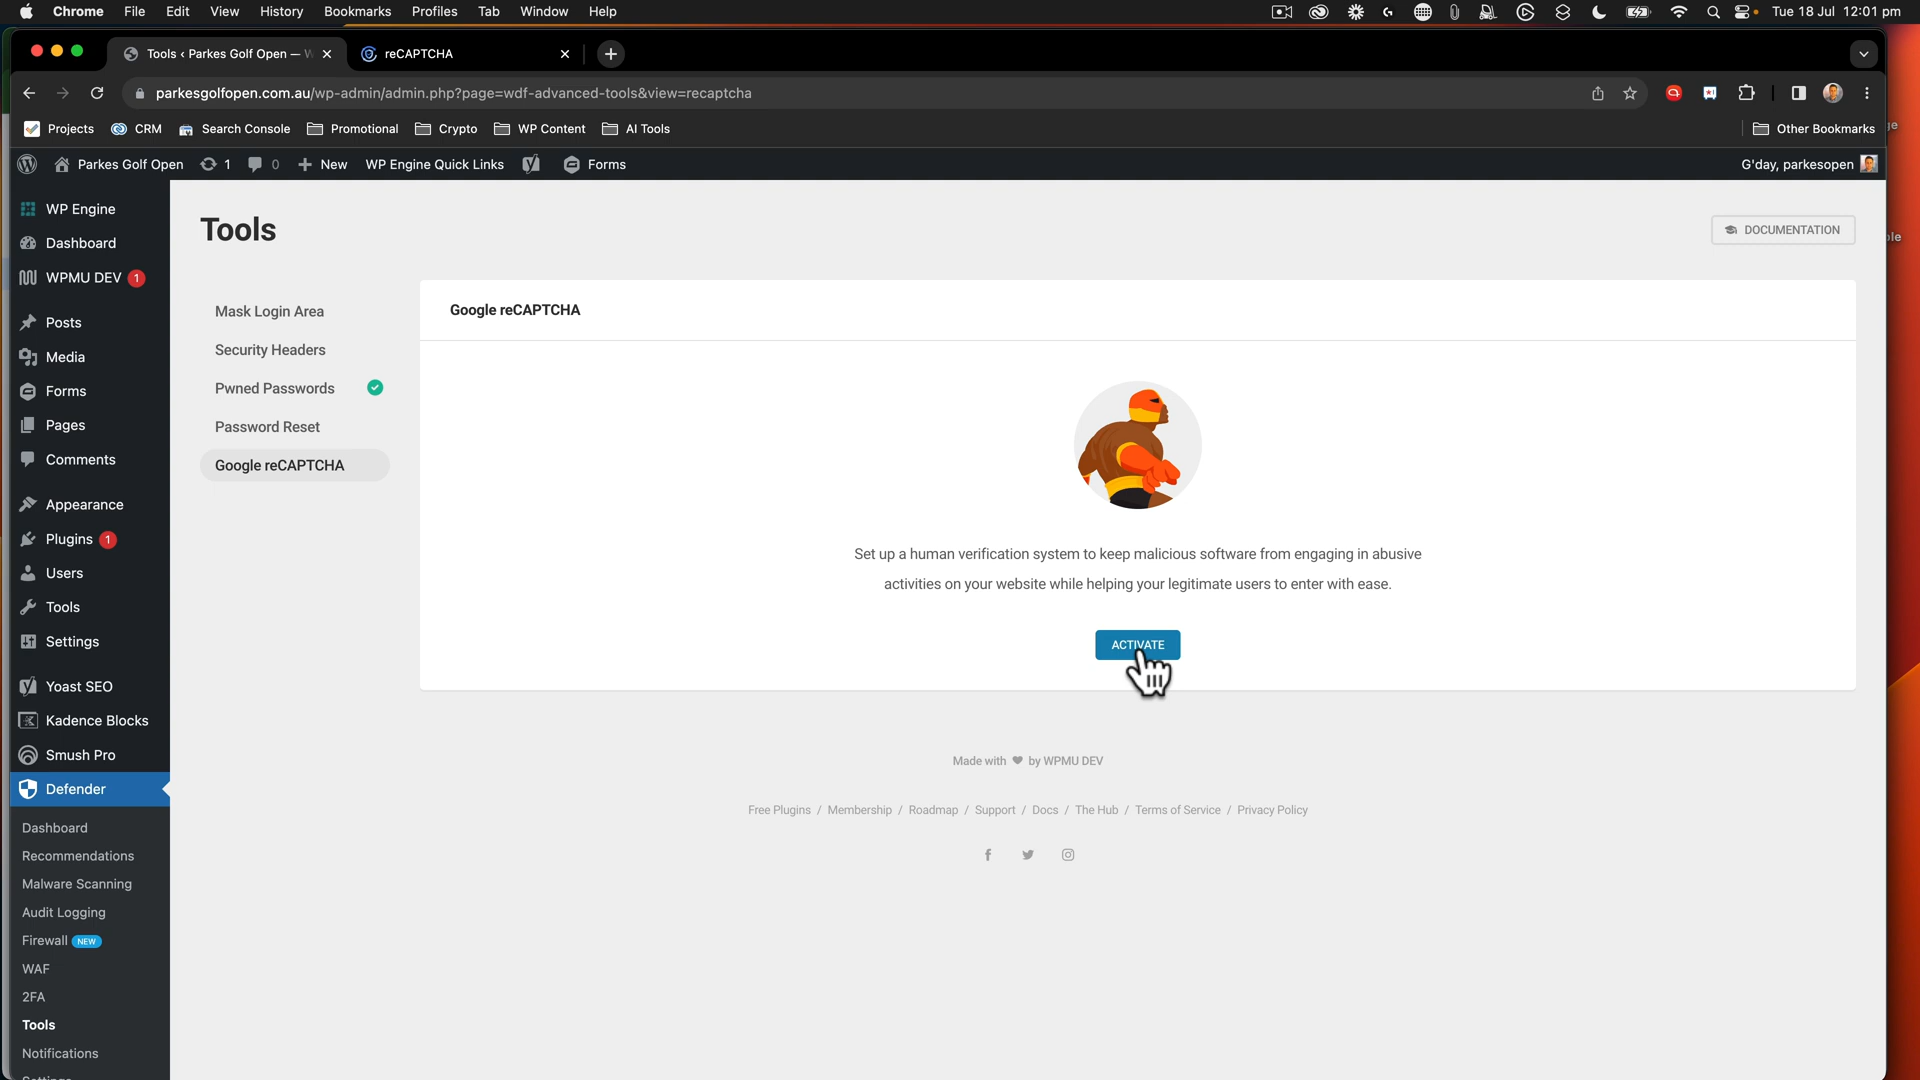 Chrome File Edit View History Bookmarks Profiles Tab Window Help Tue 18 Jul 12:01 pm
Tools ‹ Parkes Golf Open — W reCAPTCHA
parkesgolfopen.com.au/wp-admin/admin.php?page=wdf-advanced-tools&view=recaptcha
Projects CRM Search Console Promotional Crypto WP Content AI Tools Other Bookmarks
Parkes Golf Open 1 0 New WP Engine Quick Links Forms G'day, parkesopen
WP Engine
Dashboard
WPMU DEV 1
Posts
Media
Forms
Pages
Comments
Appearance
Plugins 1
Users
Tools
Settings
Yoast SEO
Kadence Blocks
Smush Pro
Defender
Dashboard
Recommendations
Malware Scanning
Audit Logging
Firewall NEW
WAF
2FA
Tools
Notifications
Settings
Tools
DOCUMENTATION
Mask Login Area
Security Headers
Pwned Passwords
Password Reset
Google reCAPTCHA
Google reCAPTCHA
Set up a human verification system to keep malicious software from engaging in abusive
activities on your website while helping your legitimate users to enter with ease.
ACTIVATE
Made with ♥ by WPMU DEV
Free Plugins / Membership / Roadmap / Support / Docs / The Hub / Terms of Service / Privacy Policy